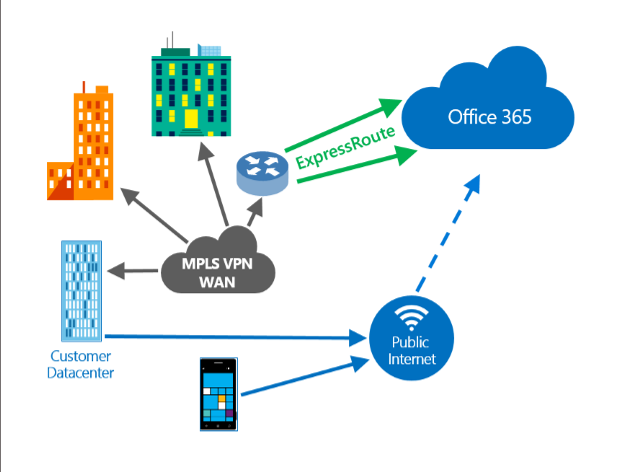 Office 365
ExpressRoute
MPLS VPN
WAN
Customer
Datacenter
Public
Internet